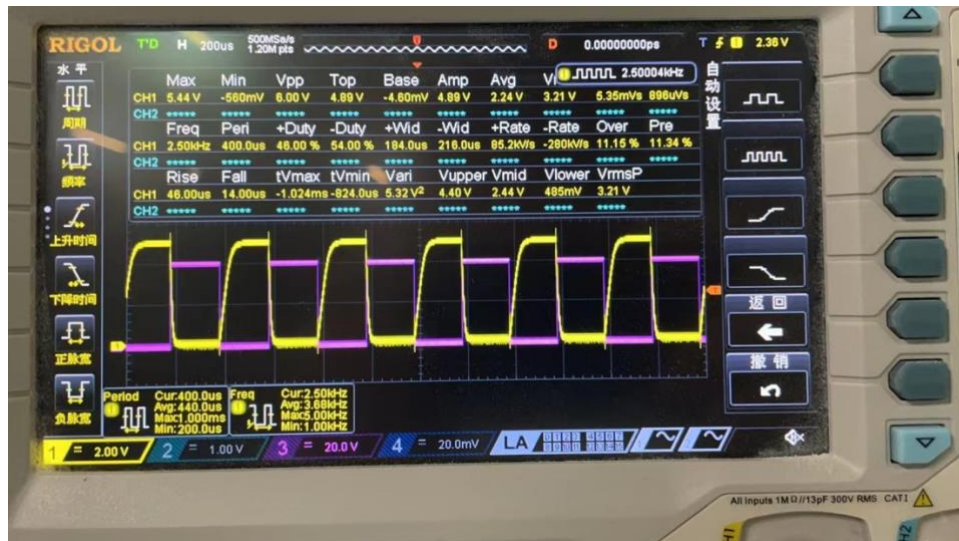 RIGOL T'D H 200us 500MSa/s 1.20M pts D 0.00000000ps T 1 2.36 V
水平
周期
频率
上升时间
下降时间
正脉宽
负脉宽
1 2.50004kHz
Max Min Vpp Top Base Amp Avg
CH1 5.44 V -560mV 6.00 V 4.89 V -4.60mV 4.89 V 2.24 V 3.21 V 5.35mVs 896uVs
CH2 ***** ***** ***** ***** ***** ***** ***** ***** ***** *****
Freq Peri +Duty -Duty +Wid -Wid +Rate -Rate Over Pre
CH1 2.50kHz 400.0us 46.00 % 54.00 % 184.0us 216.0us 85.2kV/s -280kV/s 11.15 % 11.34 %
CH2 ***** ***** ***** ***** ***** ***** ***** ***** ***** *****
Rise Fall tVmax tVmin Vari Vupper Vmid Vlower VrmsP
CH1 46.00us 14.00us -1.024ms -824.0us 5.32 V² 4.40 V 2.44 V 485mV 3.21 V
CH2 ***** ***** ***** ***** ***** ***** ***** ***** *****
自动设置
返回
撤销
Period Cur:400.0us
Avg:440.0us
Max:1.000ms
Min:200.0us
Freq Cur:2.50kHz
Avg:3.68kHz
Max:5.00kHz
Min:1.00kHz
1 = 2.00 V 2 = 1.00 V 3 = 20.0 V 4 = 20.0mV LA
All Inputs 1MΩ//13pF 300V RMS CAT I
CH1
CH2